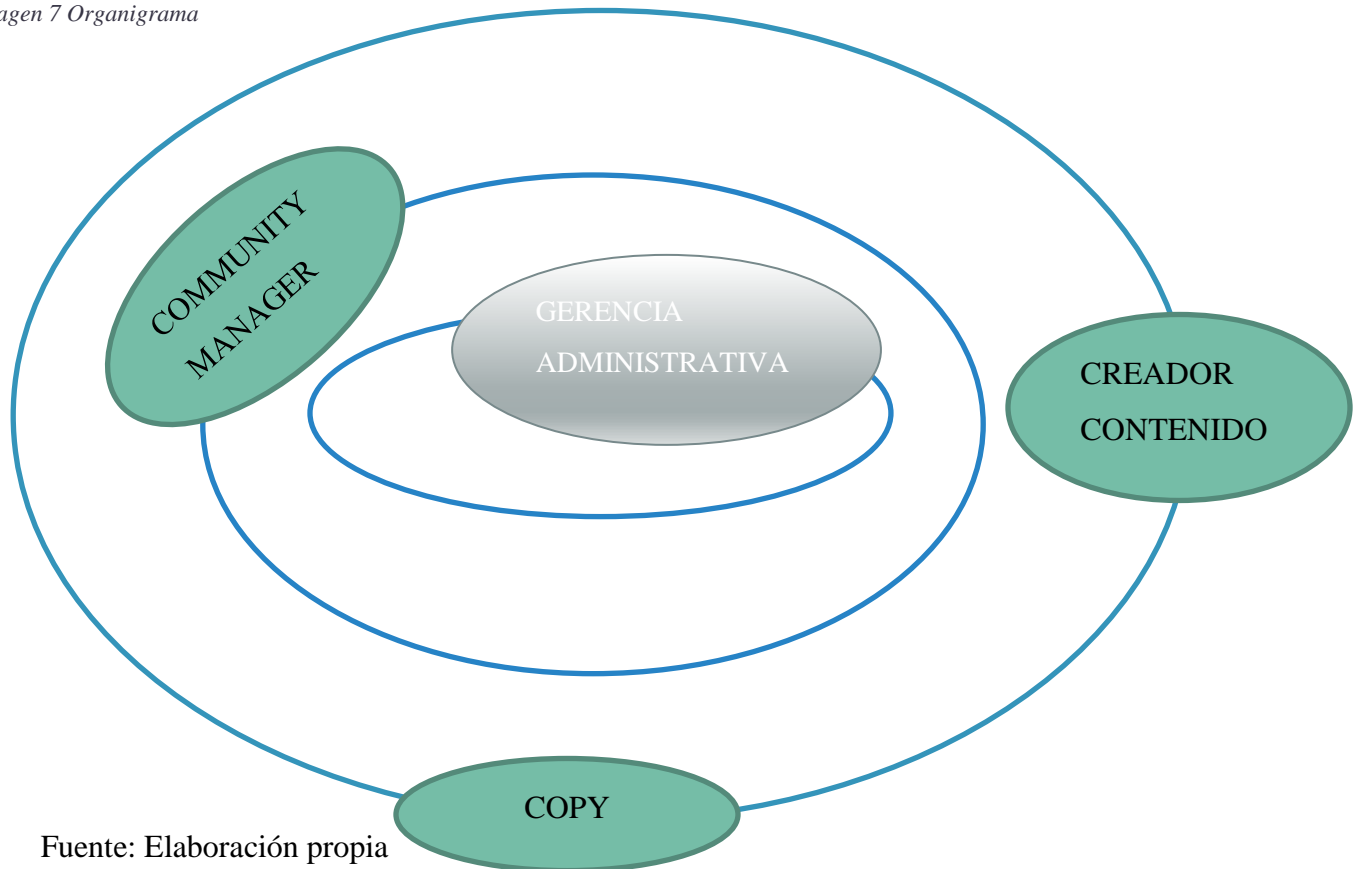 agen 7 Organigrama
COMMUNITY
MANAGER
GERENCIA
ADMINISTRATIVA
CREADOR
CONTENIDO
COPY
Fuente: Elaboración propia